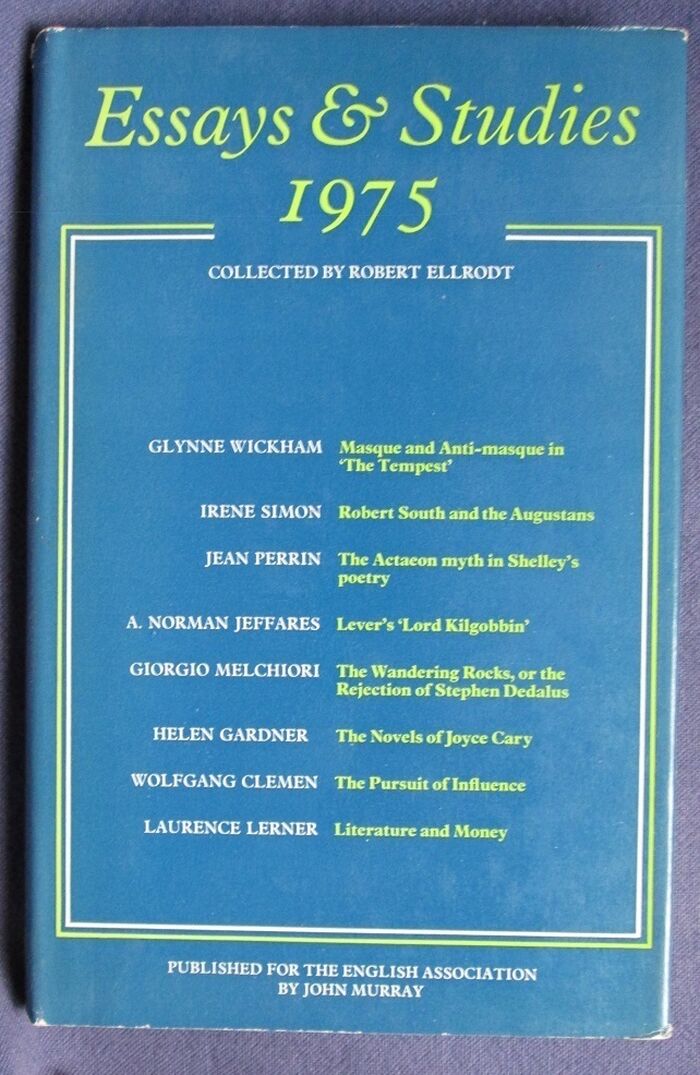 Essays & Studies
1975
COLLECTED BY ROBERT ELLRODT
GLYNNE WICKHAM Masque and Anti-masque in
'The Tempest'
IRENE SIMON Robert South and the Augustans
JEAN PERRIN The Actaeon myth in Shelley's
poetry
A. NORMAN JEFFARES Lever's 'Lord Kilgobbin'
GIORGIO MELCHIORI The Wandering Rocks, or the
Rejection of Stephen Dedalus
HELEN GARDNER The Novels of Joyce Cary
WOLFGANG CLEMEN The Pursuit of Influence
LAURENCE LERNER Literature and Money
PUBLISHED FOR THE ENGLISH ASSOCIATION
BY JOHN MURRAY